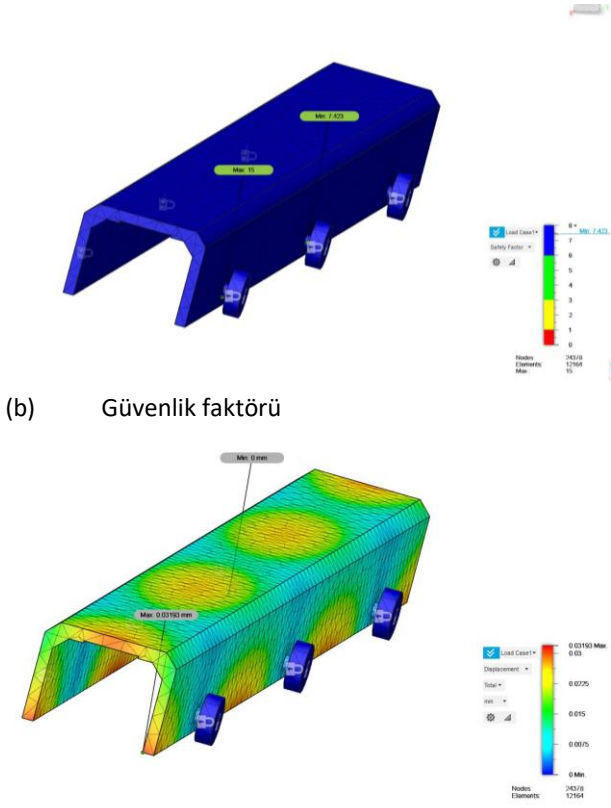 Min: 7.423
Max: 15
Load Case1
Safety Factor
8
Min. 7.423
7
6
5
4
3
2
1
0
Nodes: 24378
Elements: 12164
Max.: 15
(b) Güvenlik faktörü
Min: 0 mm
Max: 0.03193 mm
Load Case1
Displacement
Total
mm
0.03193 Max.
0.03
0.0225
0.015
0.0075
0 Min.
Nodes: 24378
Elements: 12164